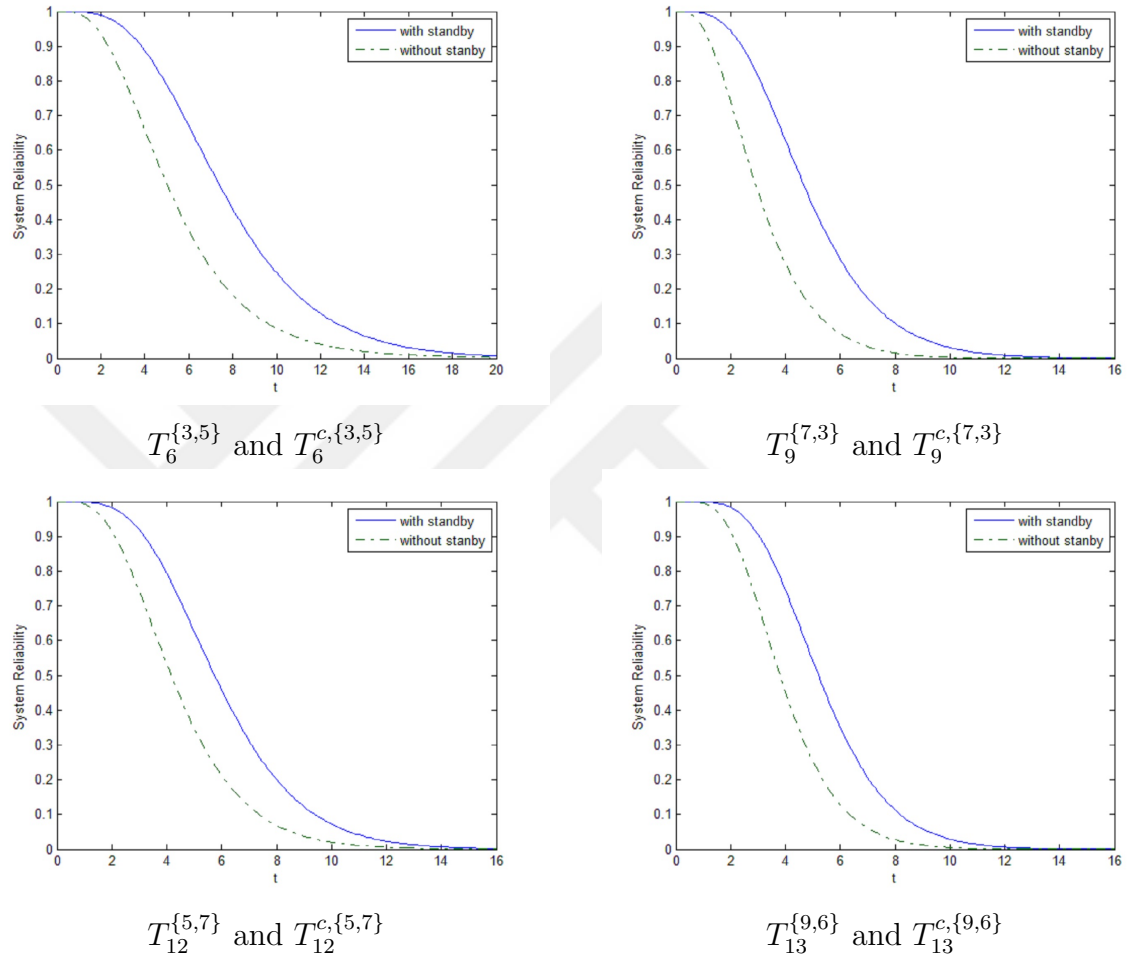 with standby
without stanby
System Reliability
1
0.9
0.8
0.7
0.6
0.5
0.4
0.3
0.2
0.1
0
0 2 4 6 8 10 12 14 16 18 20
t
T_6^{\{3,5\}} and T_6^{c,\{3,5\}}
with standby
without stanby
System Reliability
1
0.9
0.8
0.7
0.6
0.5
0.4
0.3
0.2
0.1
0
0 2 4 6 8 10 12 14 16
t
T_9^{\{7,3\}} and T_9^{c,\{7,3\}}
with standby
without stanby
System Reliability
1
0.9
0.8
0.7
0.6
0.5
0.4
0.3
0.2
0.1
0
0 2 4 6 8 10 12 14 16
t
T_{12}^{\{5,7\}} and T_{12}^{c,\{5,7\}}
with standby
without stanby
System Reliability
1
0.9
0.8
0.7
0.6
0.5
0.4
0.3
0.2
0.1
0
0 2 4 6 8 10 12 14 16
t
T_{13}^{\{9,6\}} and T_{13}^{c,\{9,6\}}